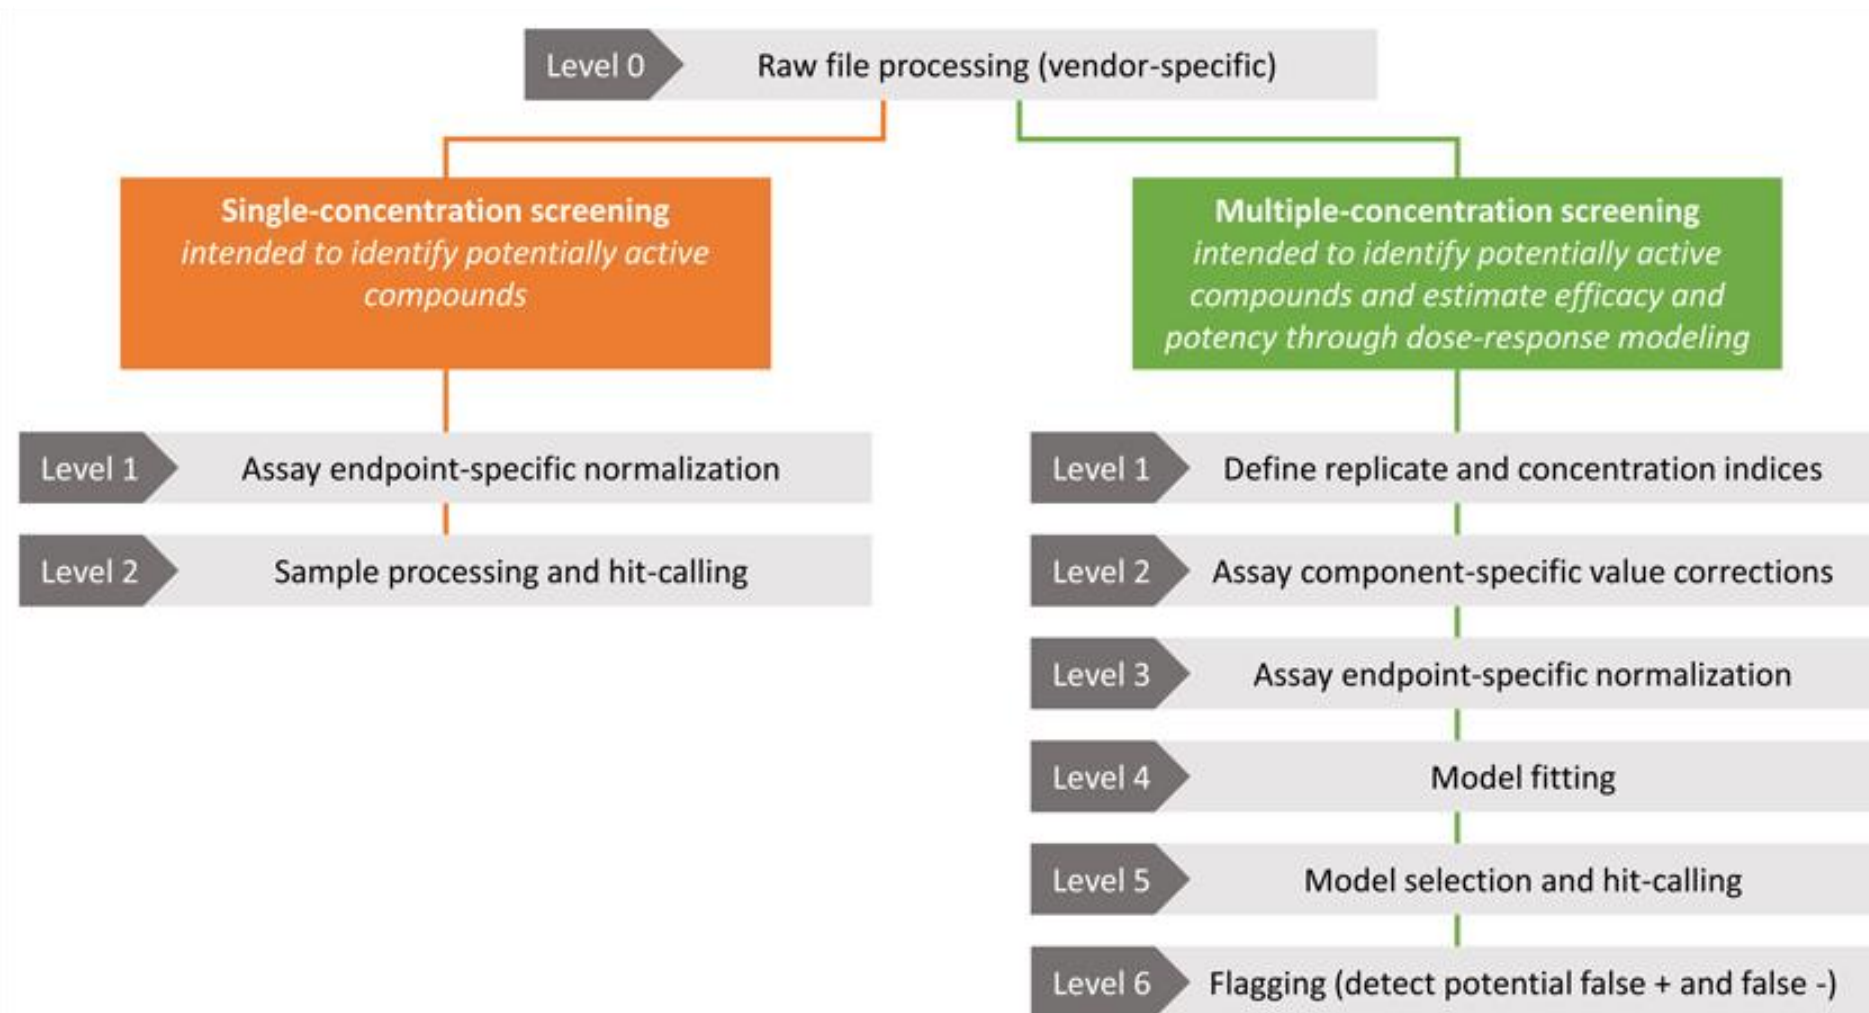 Level 0 Raw file processing (vendor-specific)
Single-concentration screening
intended to identify potentially active
compounds
Multiple-concentration screening
intended to identify potentially active
compounds and estimate efficacy and
potency through dose-response modeling
Level 1 Assay endpoint-specific normalization
Level 2 Sample processing and hit-calling
Level 1 Define replicate and concentration indices
Level 2 Assay component-specific value corrections
Level 3 Assay endpoint-specific normalization
Level 4 Model fitting
Level 5 Model selection and hit-calling
Level 6 Flagging (detect potential false + and false -)